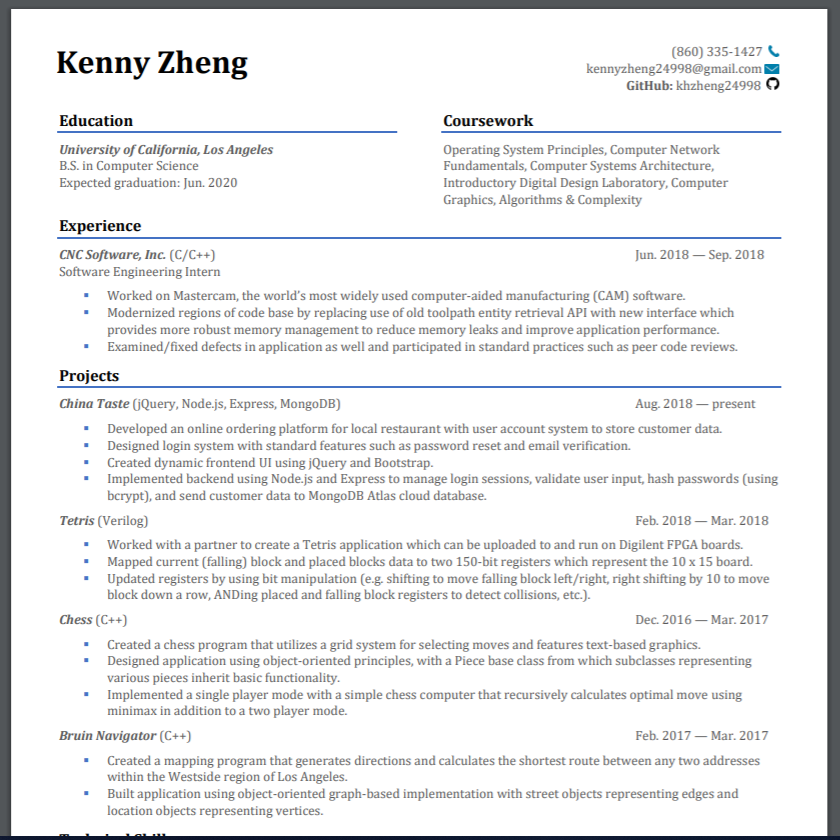 Kenny Zheng
(860) 335-1427
kennyzheng24998@gmail.com
GitHub: khzheng24998
Education
University of California, Los Angeles
B.S. in Computer Science
Expected graduation: Jun. 2020
Coursework
Operating System Principles, Computer Network
Fundamentals, Computer Systems Architecture,
Introductory Digital Design Laboratory, Computer
Graphics, Algorithms & Complexity
Experience
CNC Software, Inc. (C/C++) Jun. 2018 — Sep. 2018
Software Engineering Intern
▪ Worked on Mastercam, the world's most widely used computer-aided manufacturing (CAM) software.
▪ Modernized regions of code base by replacing use of old toolpath entity retrieval API with new interface which
provides more robust memory management to reduce memory leaks and improve application performance.
▪ Examined/fixed defects in application as well and participated in standard practices such as peer code reviews.
Projects
China Taste (jQuery, Node.js, Express, MongoDB) Aug. 2018 — present
▪ Developed an online ordering platform for local restaurant with user account system to store customer data.
▪ Designed login system with standard features such as password reset and email verification.
▪ Created dynamic frontend UI using jQuery and Bootstrap.
▪ Implemented backend using Node.js and Express to manage login sessions, validate user input, hash passwords (using
bcrypt), and send customer data to MongoDB Atlas cloud database.
Tetris (Verilog) Feb. 2018 — Mar. 2018
▪ Worked with a partner to create a Tetris application which can be uploaded to and run on Digilent FPGA boards.
▪ Mapped current (falling) block and placed blocks data to two 150-bit registers which represent the 10 x 15 board.
▪ Updated registers by using bit manipulation (e.g. shifting to move falling block left/right, right shifting by 10 to move
block down a row, ANDing placed and falling block registers to detect collisions, etc.).
Chess (C++) Dec. 2016 — Mar. 2017
▪ Created a chess program that utilizes a grid system for selecting moves and features text-based graphics.
▪ Designed application using object-oriented principles, with a Piece base class from which subclasses representing
various pieces inherit basic functionality.
▪ Implemented a single player mode with a simple chess computer that recursively calculates optimal move using
minimax in addition to a two player mode.
Bruin Navigator (C++) Feb. 2017 — Mar. 2017
▪ Created a mapping program that generates directions and calculates the shortest route between any two addresses
within the Westside region of Los Angeles.
▪ Built application using object-oriented graph-based implementation with street objects representing edges and
location objects representing vertices.